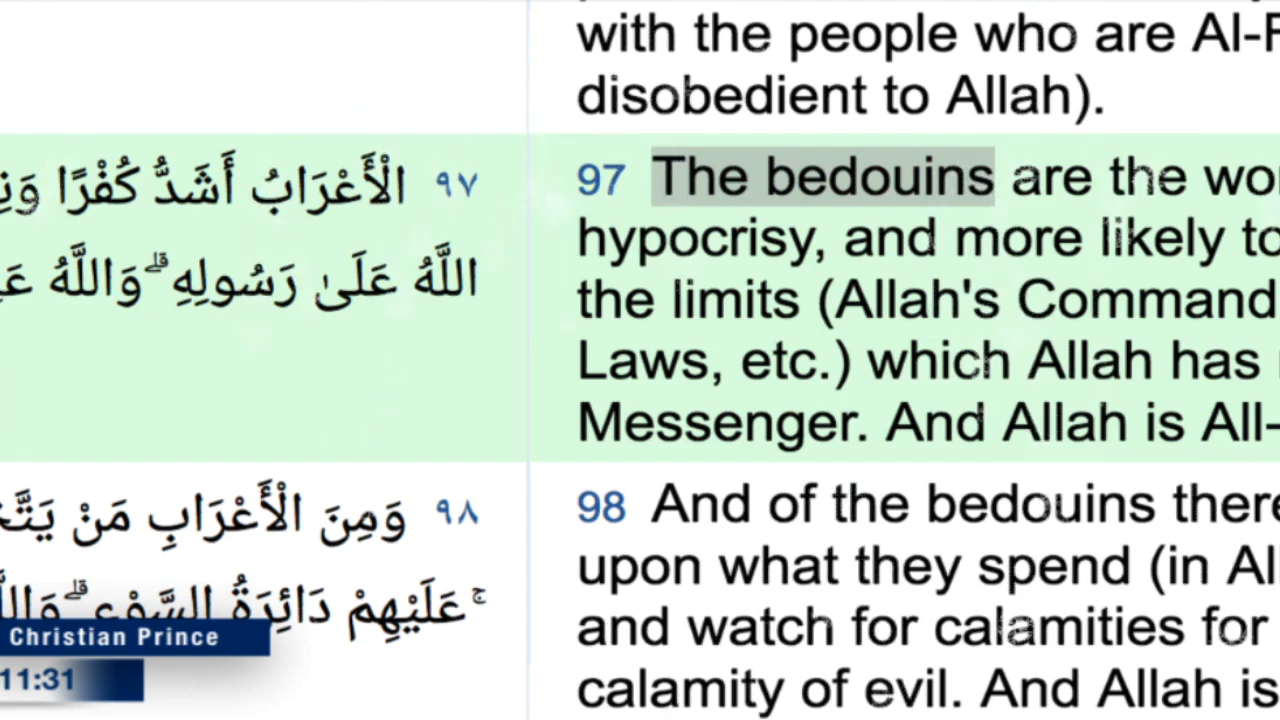 with the people who are Al-
disobedient to Allah).
٩٧ الْأَعْرَابُ أَشَدُّ كُفْرًا
اللَّهُ عَلَىٰ رَسُولِهِ ۗ وَاللَّهُ
97 The bedouins are the
hypocrisy, and more likely to
the limits (Allah's Command
Laws, etc.) which Allah has
Messenger. And Allah is All-
٩٨ وَمِنَ الْأَعْرَابِ مَنْ
عَلَيْهِمْ دَائِرَةُ السَّوْءِ ۗ
98 And of the bedouins there
upon what they spend (in
and watch for calamities for
calamity of evil. And Allah is
Christian Prince
11:31